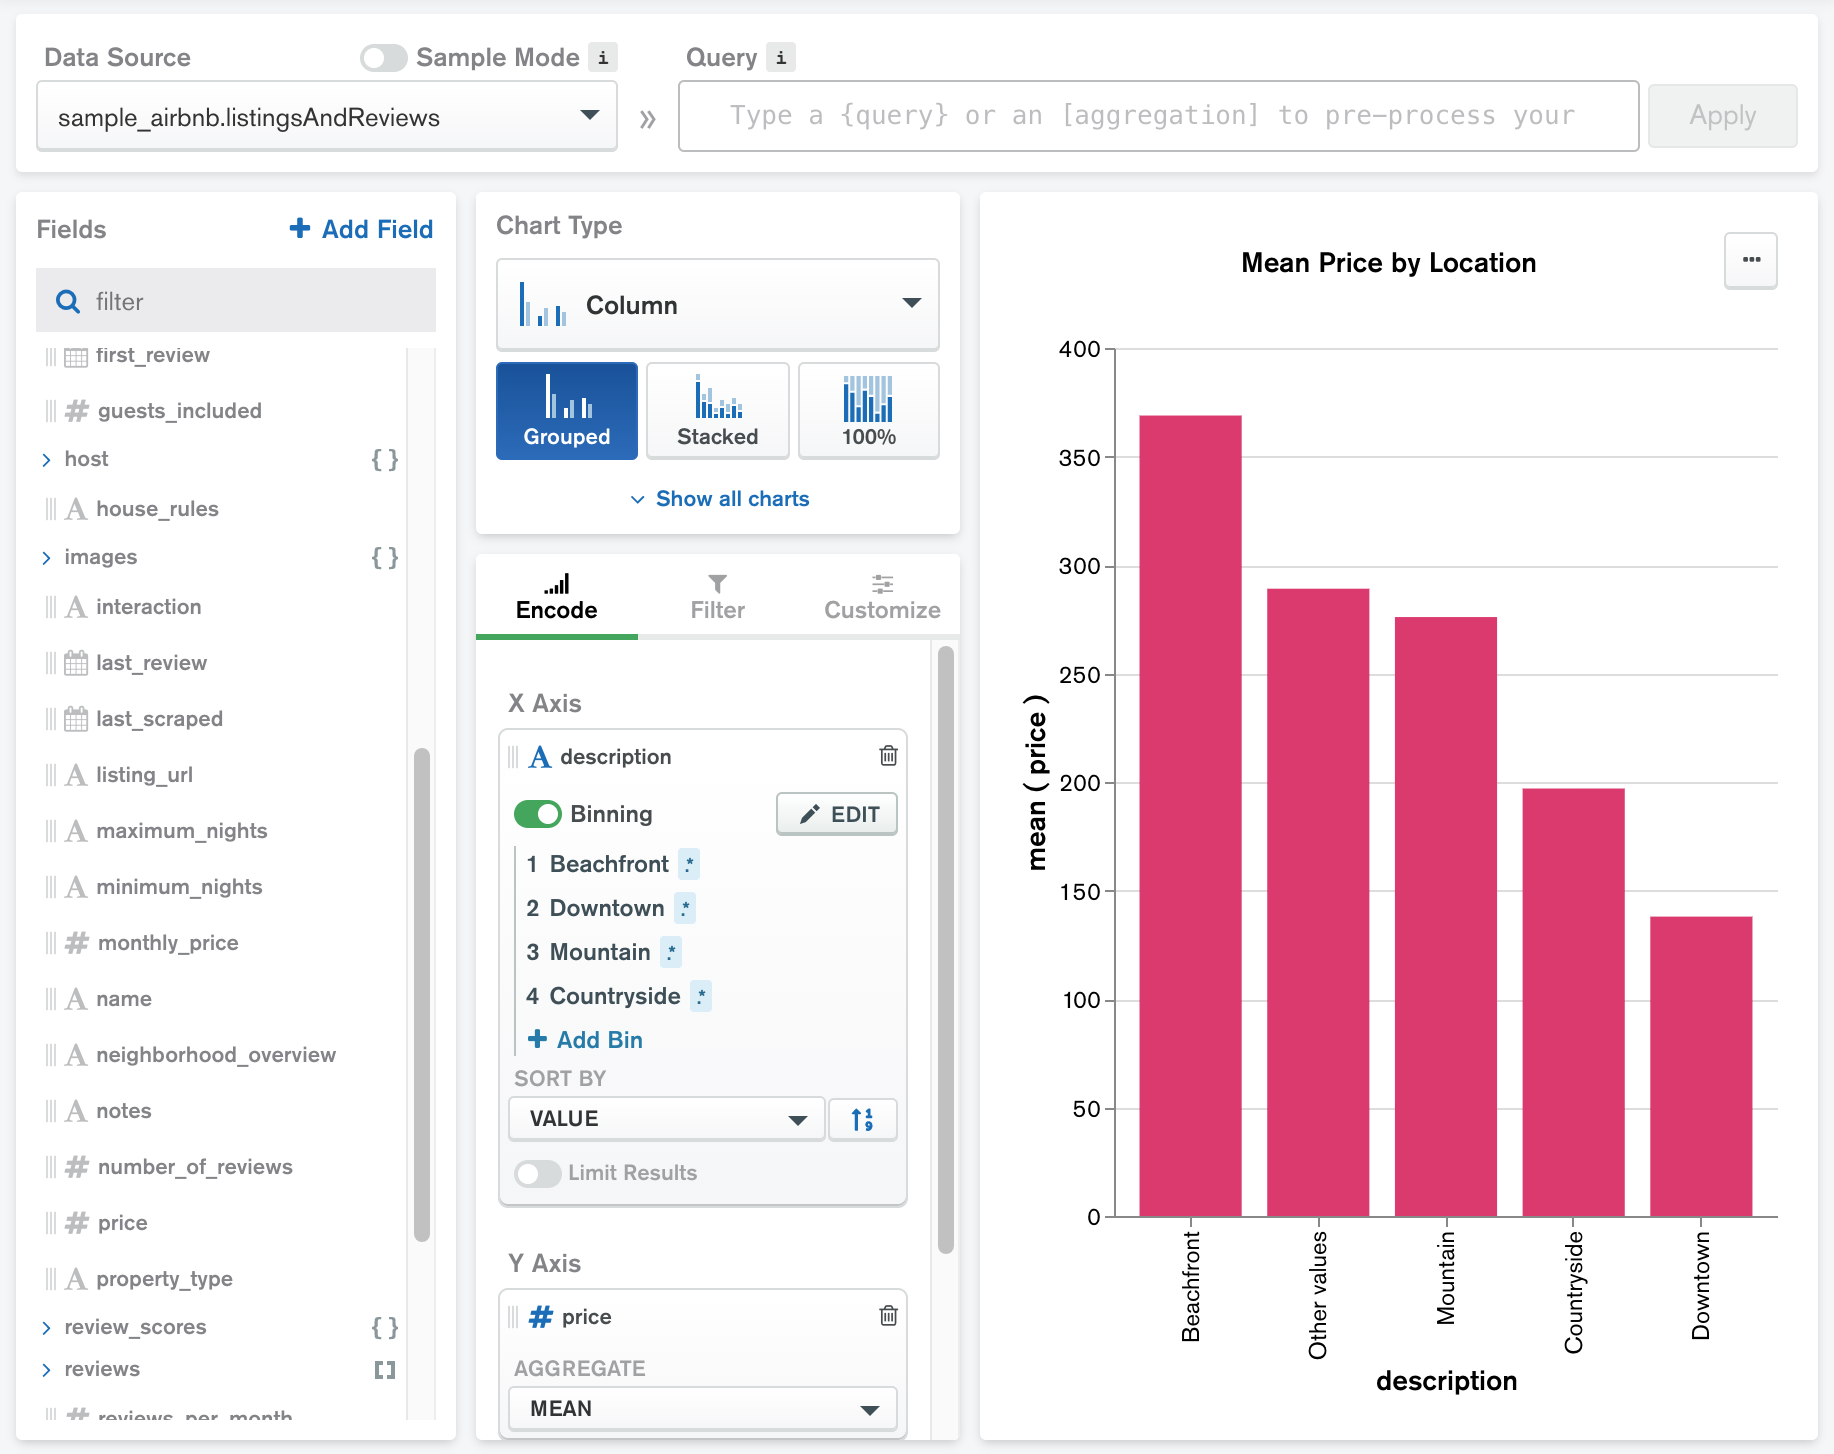 Data Source
Sample Mode i
Query i
sample_airbnb.listingsAndReviews
»
Type a {query} or an [aggregation] to pre-process your
Apply
Fields
+ Add Field
filter
first_review
# guests_included
host { }
A house_rules
images { }
A interaction
last_review
last_scraped
A listing_url
A maximum_nights
A minimum_nights
# monthly_price
A name
A neighborhood_overview
A notes
# number_of_reviews
# price
A property_type
review_scores { }
reviews [ ]
# reviews_per_month
Chart Type
Column
Grouped
Stacked
100%
Show all charts
Encode
Filter
Customize
X Axis
A description
Binning
EDIT
1 Beachfront .*
2 Downtown .*
3 Mountain .*
4 Countryside .*
+ Add Bin
SORT BY
VALUE
1
9
Limit Results
Y Axis
# price
AGGREGATE
MEAN
Mean Price by Location
...
400
350
300
250
200
150
100
50
0
mean ( price )
Beachfront
Other values
Mountain
Countryside
Downtown
description